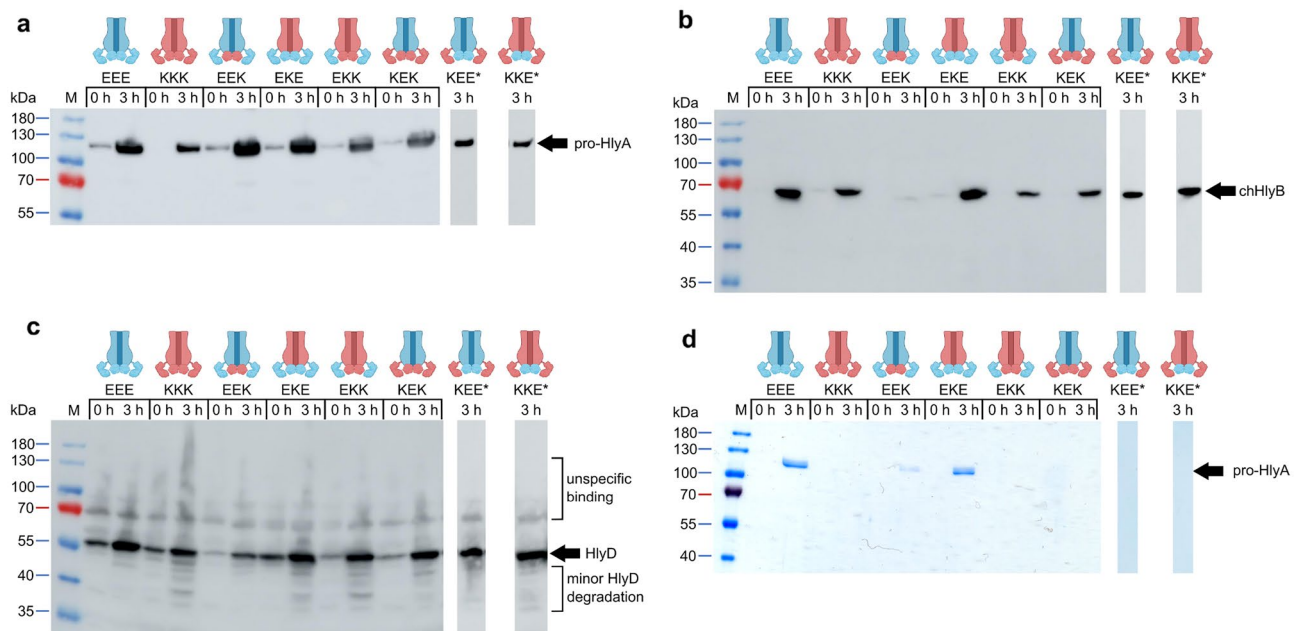 a
EEE KKK EEK EKE EKK KEK KEE* KKE*
kDa M 0 h 3 h 0 h 3 h 0 h 3 h 0 h 3 h 0 h 3 h 0 h 3 h 3 h 3 h
180
130
100
70
55
pro-HlyA
b
EEE KKK EEK EKE EKK KEK KEE* KKE*
kDa M 0 h 3 h 0 h 3 h 0 h 3 h 0 h 3 h 0 h 3 h 0 h 3 h 3 h 3 h
180
130
100
70
55
40
35
chHlyB
c
EEE KKK EEK EKE EKK KEK KEE* KKE*
kDa M 0 h 3 h 0 h 3 h 0 h 3 h 0 h 3 h 0 h 3 h 0 h 3 h 3 h 3 h
180
130
100
70
55
40
35
unspecific
binding
HlyD
minor HlyD
degradation
d
EEE KKK EEK EKE EKK KEK KEE* KKE*
kDa M 0 h 3 h 0 h 3 h 0 h 3 h 0 h 3 h 0 h 3 h 0 h 3 h 3 h 3 h
180
130
100
70
55
40
pro-HlyA